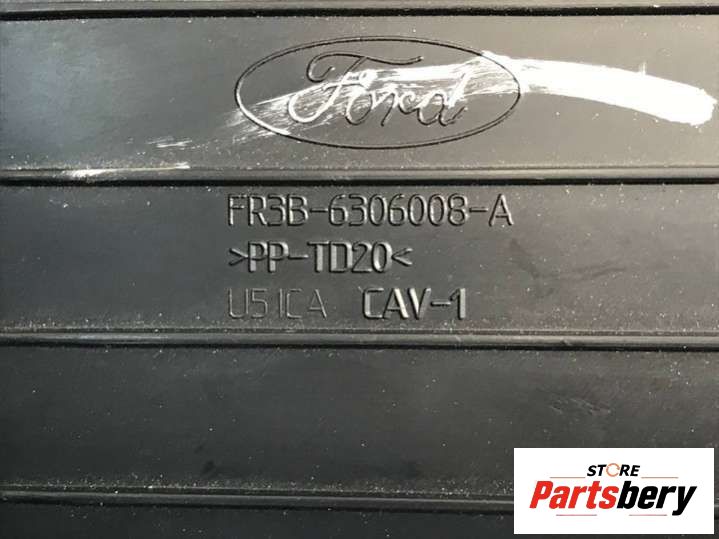 Ford
FR3B-6306008-A
>PP-TD20<
U51CA CAV-1
STORE
Partsbery